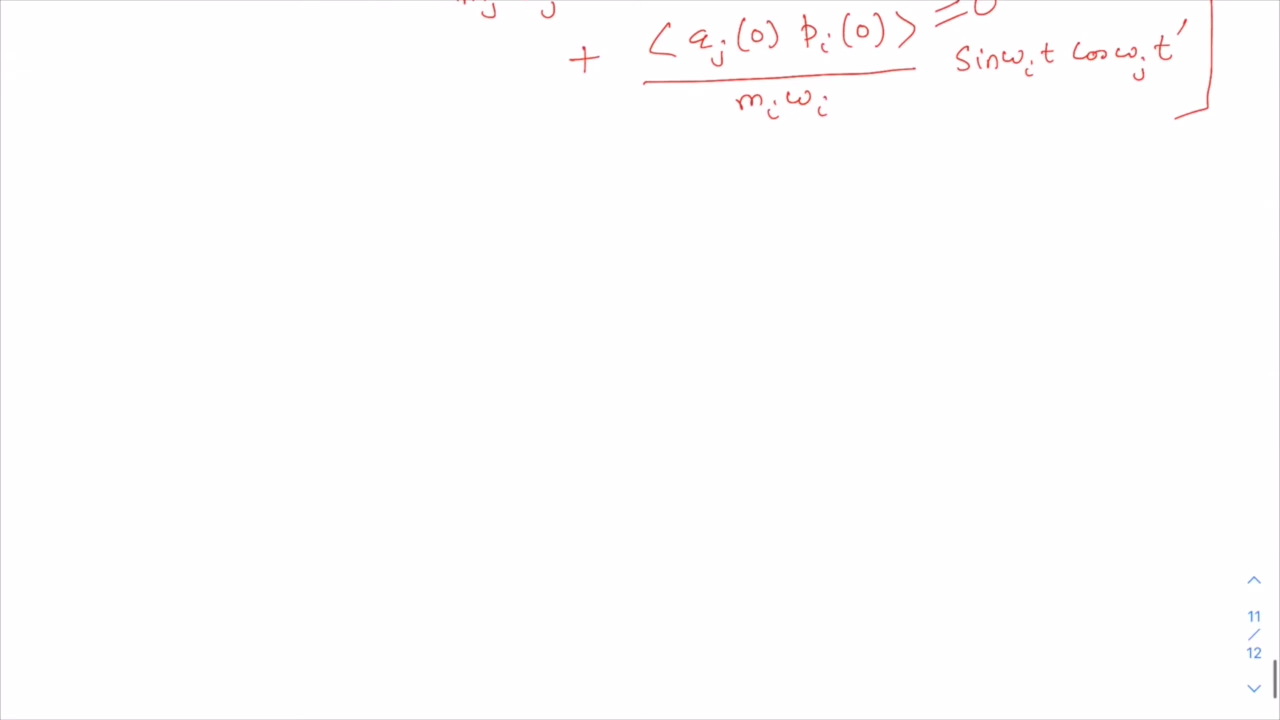 + ⟨ q_j(0) p_i(0) ⟩ = 0 / m_i ω_i sin ω_i t cos ω_j t′ ]
11
/
12